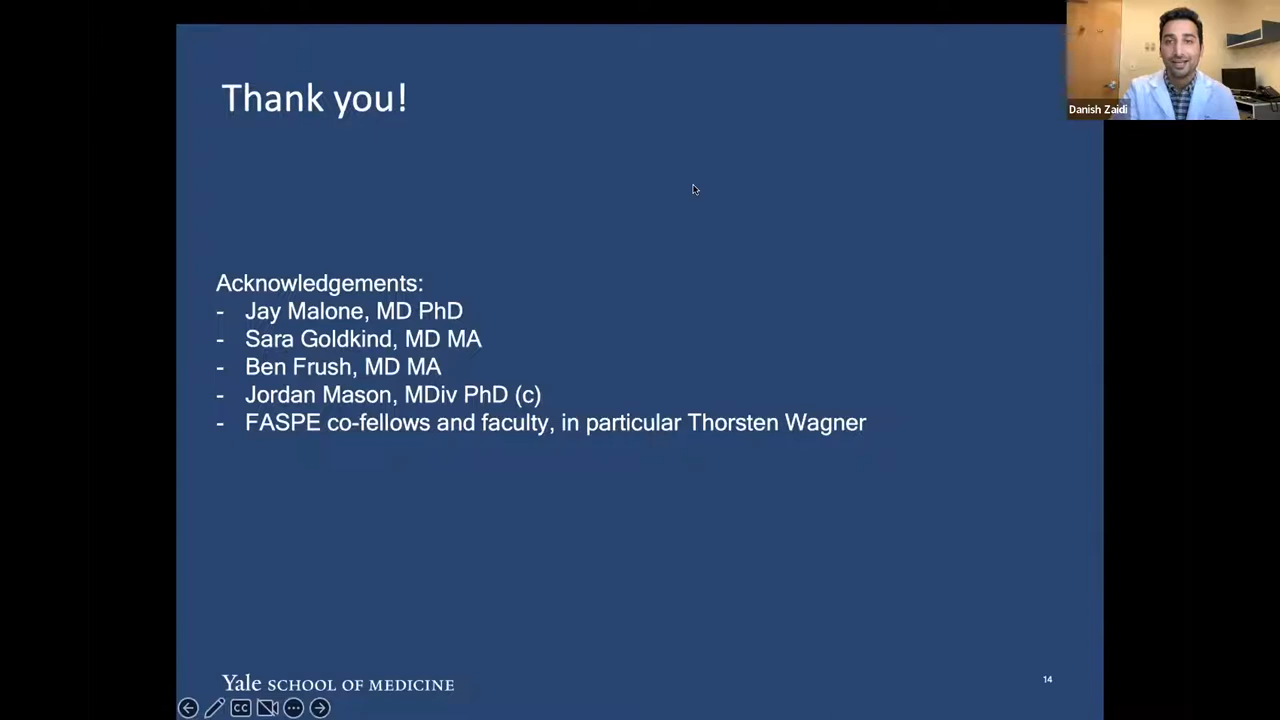 Thank you!
Danish Zaidi
Acknowledgements:
- Jay Malone, MD PhD
- Sara Goldkind, MD MA
- Ben Frush, MD MA
- Jordan Mason, MDiv PhD (c)
- FASPE co-fellows and faculty, in particular Thorsten Wagner
Yale SCHOOL OF MEDICINE
14
CC